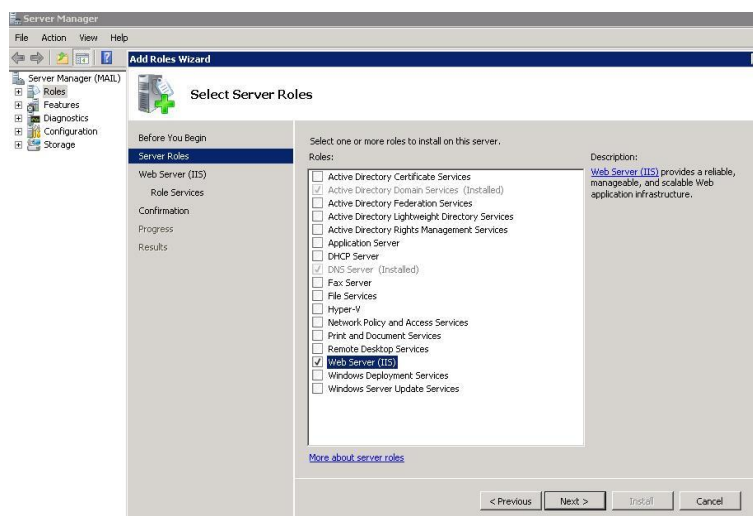 Server Manager
File Action View Help
Server Manager (MAIL)
Roles
Features
Diagnostics
Configuration
Storage
Add Roles Wizard
Select Server Roles
Before You Begin
Server Roles
Web Server (IIS)
Role Services
Confirmation
Progress
Results
Select one or more roles to install on this server.
Roles:
Active Directory Certificate Services
Active Directory Domain Services (Installed)
Active Directory Federation Services
Active Directory Lightweight Directory Services
Active Directory Rights Management Services
Application Server
DHCP Server
DNS Server (Installed)
Fax Server
File Services
Hyper-V
Network Policy and Access Services
Print and Document Services
Remote Desktop Services
Web Server (IIS)
Windows Deployment Services
Windows Server Update Services
More about server roles
Description:
Web Server (IIS) provides a reliable,
manageable, and scalable Web
application infrastructure.
< Previous Next > Install Cancel